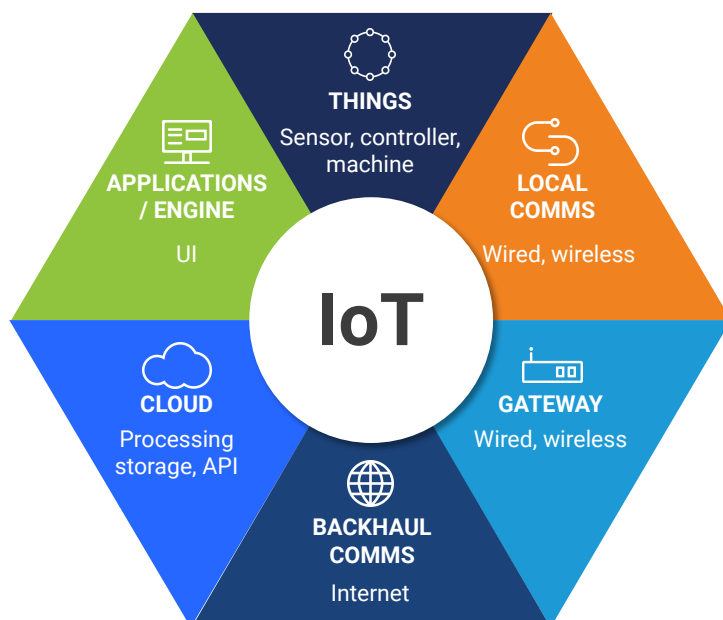 THINGS
Sensor, controller,
machine
LOCAL
COMMS
Wired, wireless
GATEWAY
Wired, wireless
BACKHAUL
COMMS
Internet
CLOUD
Processing
storage, API
APPLICATIONS
/ ENGINE
UI
IoT